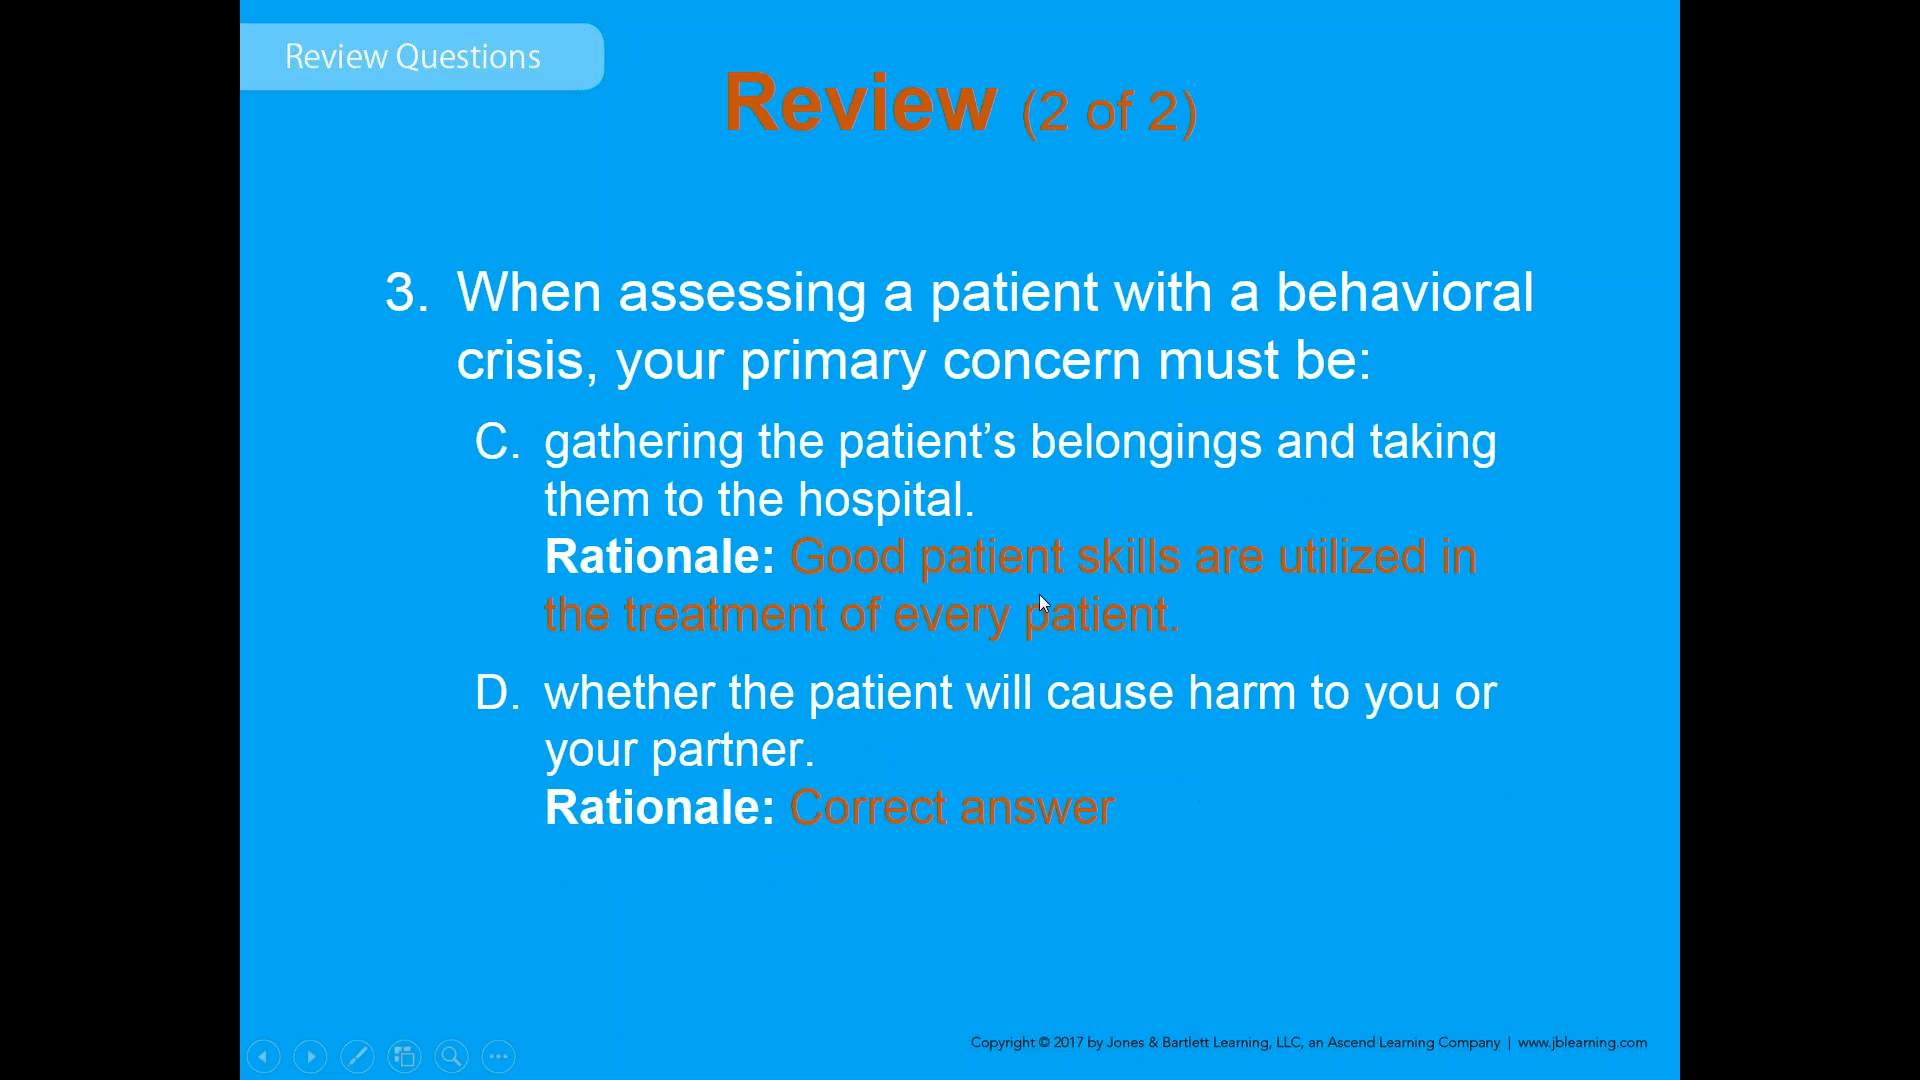 Review Questions
Review (2 of 2)
3. When assessing a patient with a behavioral
crisis, your primary concern must be:
C. gathering the patient’s belongings and taking
them to the hospital.
Rationale: Good patient skills are utilized in
the treatment of every patient.
D. whether the patient will cause harm to you or
your partner.
Rationale: Correct answer
Copyright © 2017 by Jones & Bartlett Learning, LLC, an Ascend Learning Company | www.jblearning.com